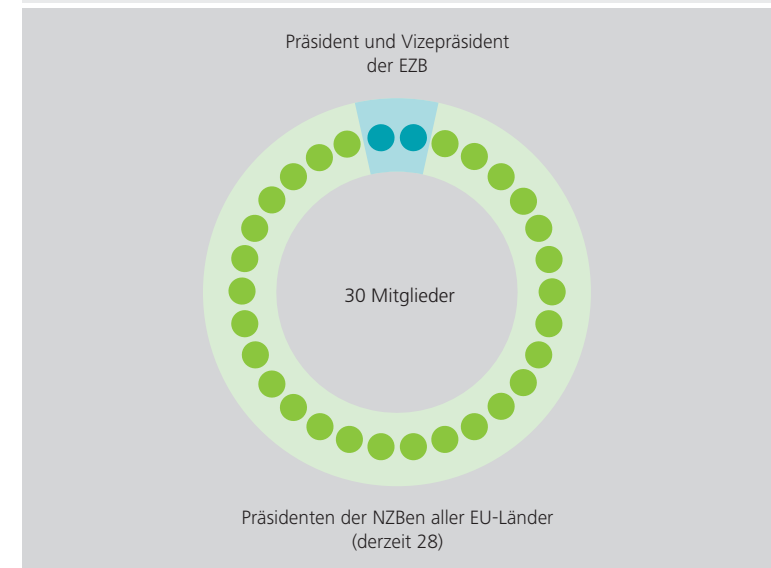 Präsident und Vizepräsident
der EZB
30 Mitglieder
Präsidenten der NZBen aller EU-Länder
(derzeit 28)